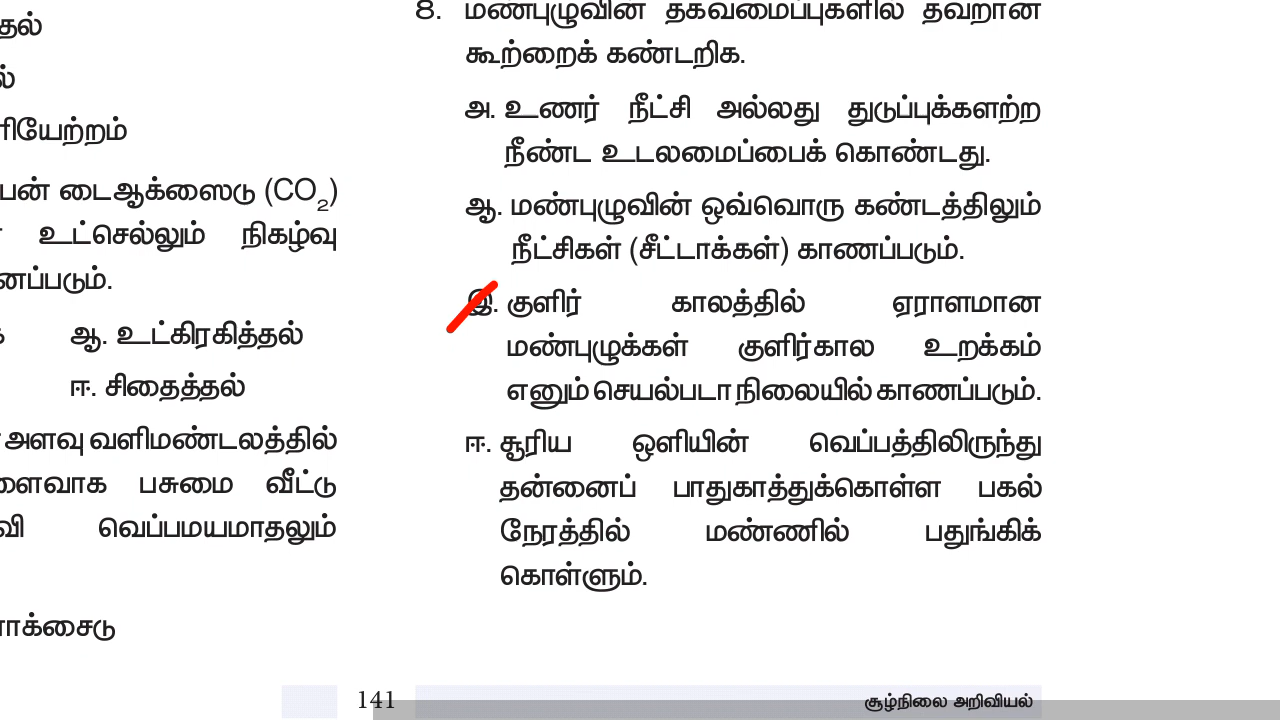 தல்
ல்
ரியேற்றம்
பன் டைஆக்ஸைடு (CO2)
உட்செல்லும் நிகழ்வு
னப்படும்.
ஆ. உட்கிரகித்தல்
ஈ. சிதைத்தல்
அளவு வளிமண்டலத்தில்
ளைவாக பசுமை வீட்டு
வி வெப்பமயமாதலும்
ராக்சைடு
8. மண்புழுவின் தகவமைப்புகளில் தவறான
கூற்றைக் கண்டறிக.
அ. உணர் நீட்சி அல்லது துடுப்புக்களற்ற
நீண்ட உடலமைப்பைக் கொண்டது.
ஆ. மண்புழுவின் ஒவ்வொரு கண்டத்திலும்
நீட்சிகள் (சீட்டாக்கள்) காணப்படும்.
இ. குளிர் காலத்தில் ஏராளமான
மண்புழுக்கள் குளிர்கால உறக்கம்
எனும் செயல்படா நிலையில் காணப்படும்.
ஈ. சூரிய ஒளியின் வெப்பத்திலிருந்து
தன்னைப் பாதுகாத்துக்கொள்ள பகல்
நேரத்தில் மண்ணில் பதுங்கிக்
கொள்ளும்.
141 சூழ்நிலை அறிவியல்